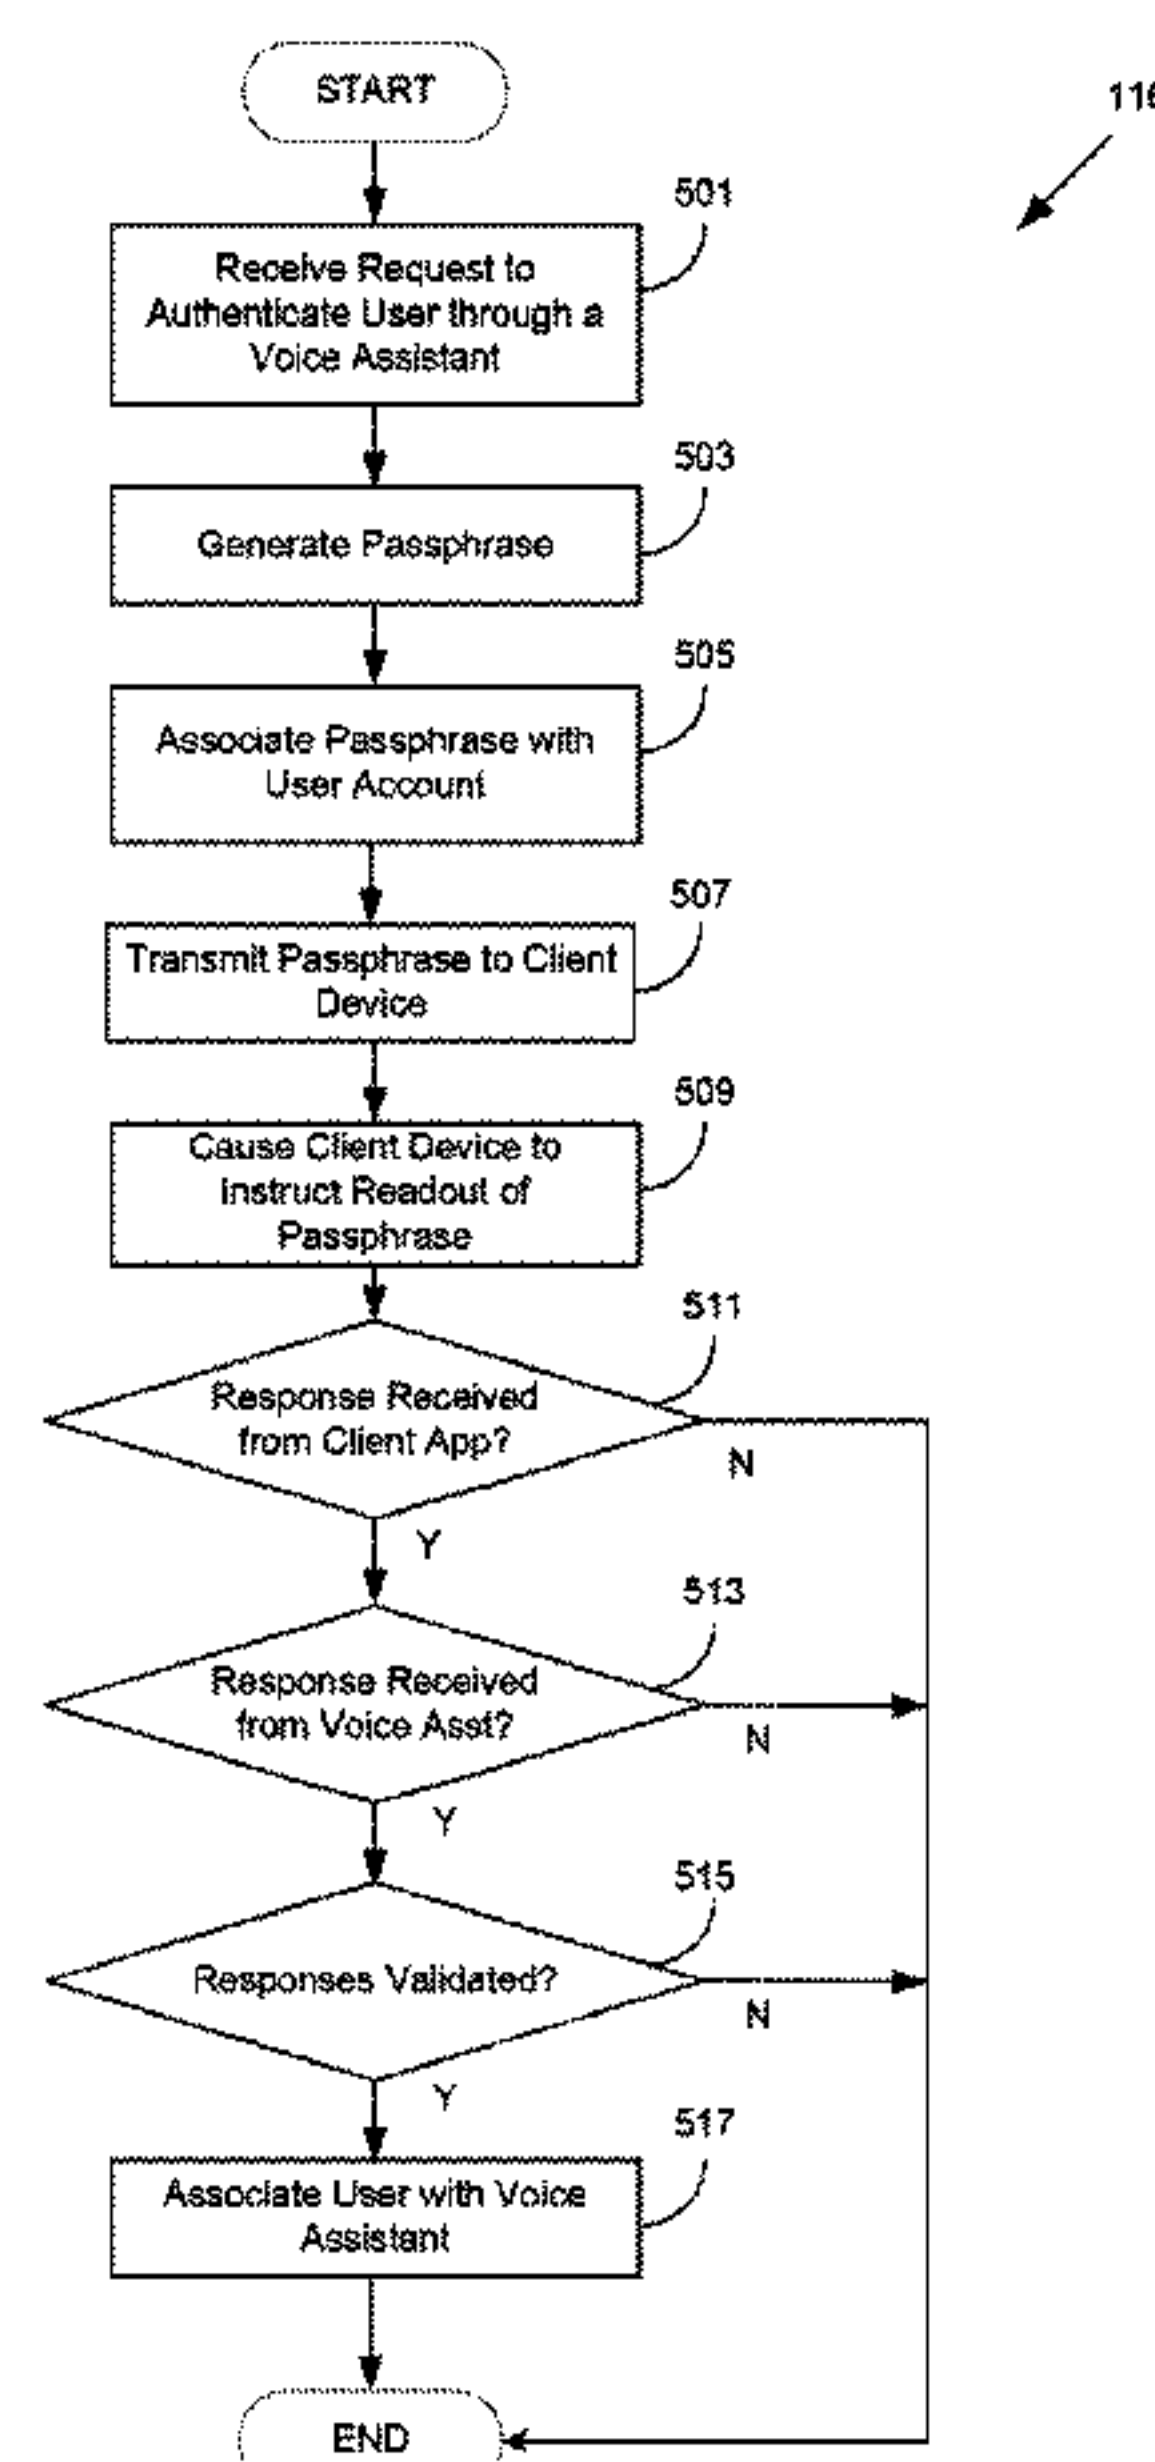 START
116
501
Receive Request to
Authenticate User through a
Voice Assistant
503
Generate Passphrase
505
Associate Passphrase with
User Account
507
Transmit Passphrase to Client
Device
509
Cause Client Device to
Instruct Readout of
Passphrase
511
Response Received
from Client App?
N
Y
513
Response Received
from Voice Asst?
N
Y
515
Responses Validated?
N
Y
517
Associate User with Voice
Assistant
END